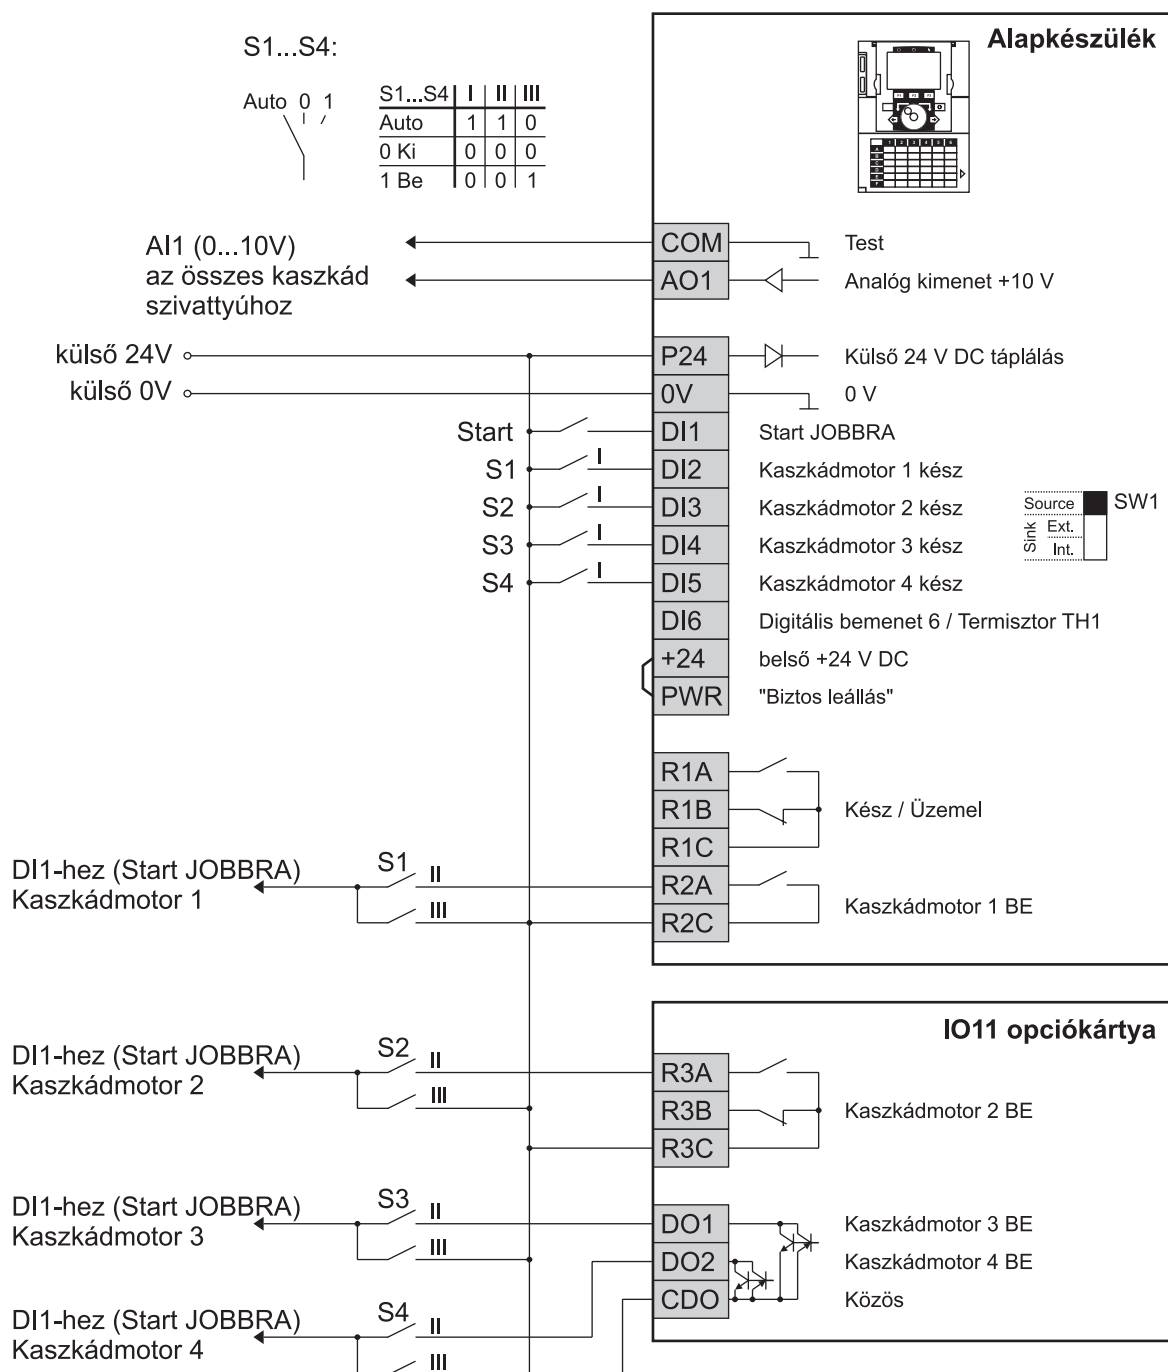 Alapkészülék
S1...S4:
Auto 0 1
S1...S4 I II III
Auto 1 1 0
0 Ki 0 0 0
1 Be 0 0 1
AI1 (0...10V)
az összes kaszkád
szivattyúhoz
COM Test
AO1 Analóg kimenet +10 V
külső 24V P24 Külső 24 V DC táplálás
külső 0V 0V 0 V
Start DI1 Start JOBBRA
S1 I DI2 Kaszkádmotor 1 kész
S2 I DI3 Kaszkádmotor 2 kész
S3 I DI4 Kaszkádmotor 3 kész
S4 I DI5 Kaszkádmotor 4 kész
Source SW1
Sink Ext.
Int.
DI6 Digitális bemenet 6 / Termisztor TH1
+24 belső +24 V DC
PWR "Biztos leállás"
R1A
R1B Kész / Üzemel
R1C
DI1-hez (Start JOBBRA)
Kaszkádmotor 1
S1 II
III
R2A
R2C
Kaszkádmotor 1 BE
IO11 opciókártya
DI1-hez (Start JOBBRA)
Kaszkádmotor 2
S2 II
III
R3A
R3B Kaszkádmotor 2 BE
R3C
DI1-hez (Start JOBBRA)
Kaszkádmotor 3
S3 II
III
DO1 Kaszkádmotor 3 BE
DO2 Kaszkádmotor 4 BE
CDO Közös
DI1-hez (Start JOBBRA)
Kaszkádmotor 4
S4 II
III